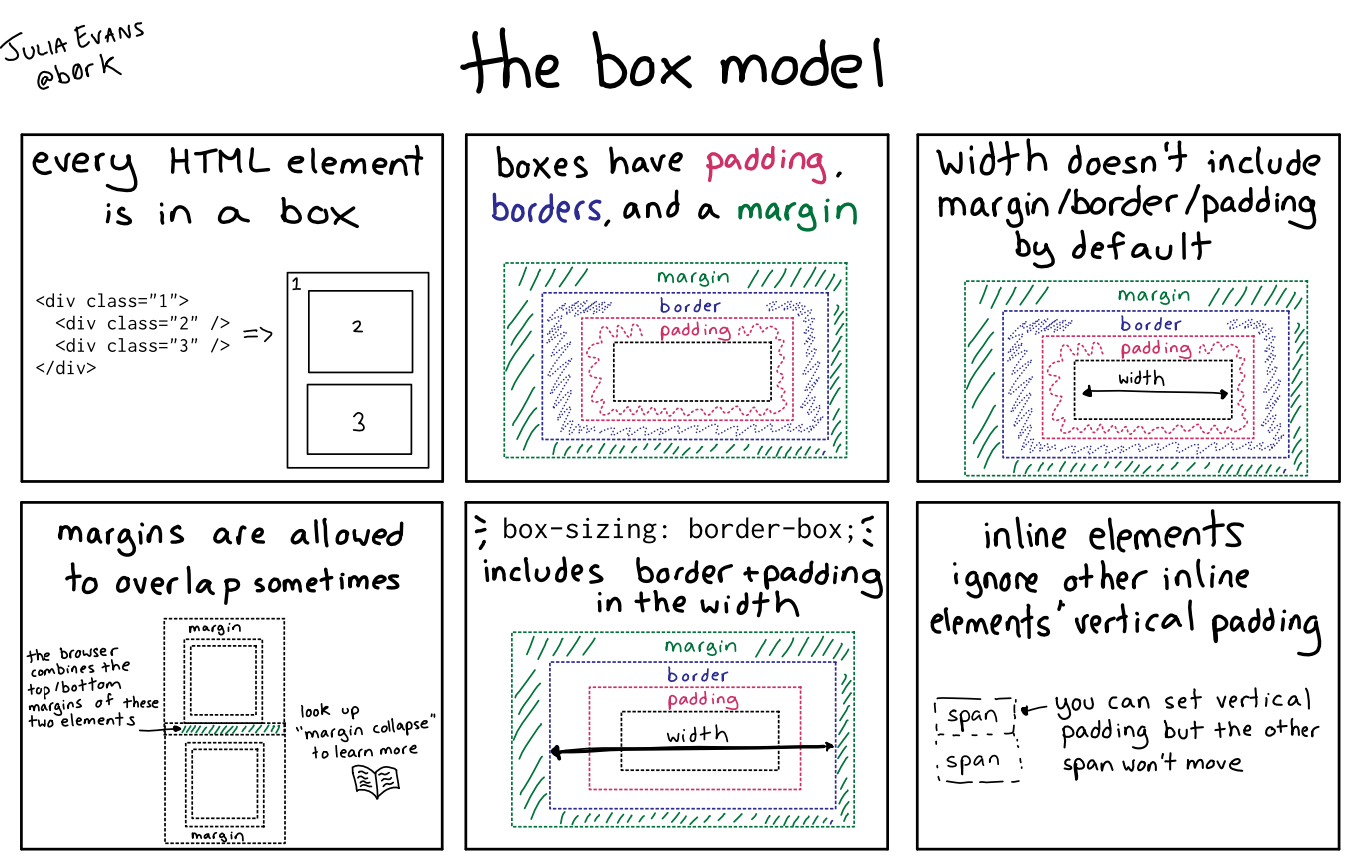 JULIA EVANS
@b0rk
the box model
every HTML element
is in a box
<div class="1">
<div class="2" />
<div class="3" />
</div>
=>
1
2
3
boxes have padding,
borders, and a margin
margin
border
padding
width doesn't include
margin/border/padding
by default
margin
border
padding
width
margins are allowed
to overlap sometimes
margin
the browser
combines the
top/bottom
margins of these
two elements
look up
"margin collapse"
to learn more
margin
box-sizing: border-box;
includes border + padding
in the width
margin
border
padding
width
inline elements
ignore other inline
elements' vertical padding
span
span
you can set vertical
padding but the other
span won't move